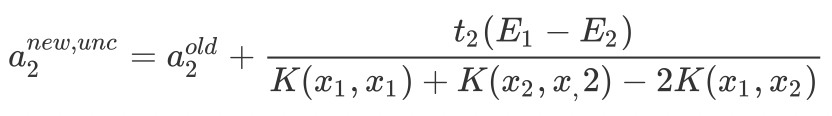 a_2^{new,unc} = a_2^{old} + \frac{t_2(E_1 - E_2)}{K(x_1, x_1) + K(x_2, x_, 2) - 2K(x_1, x_2)}